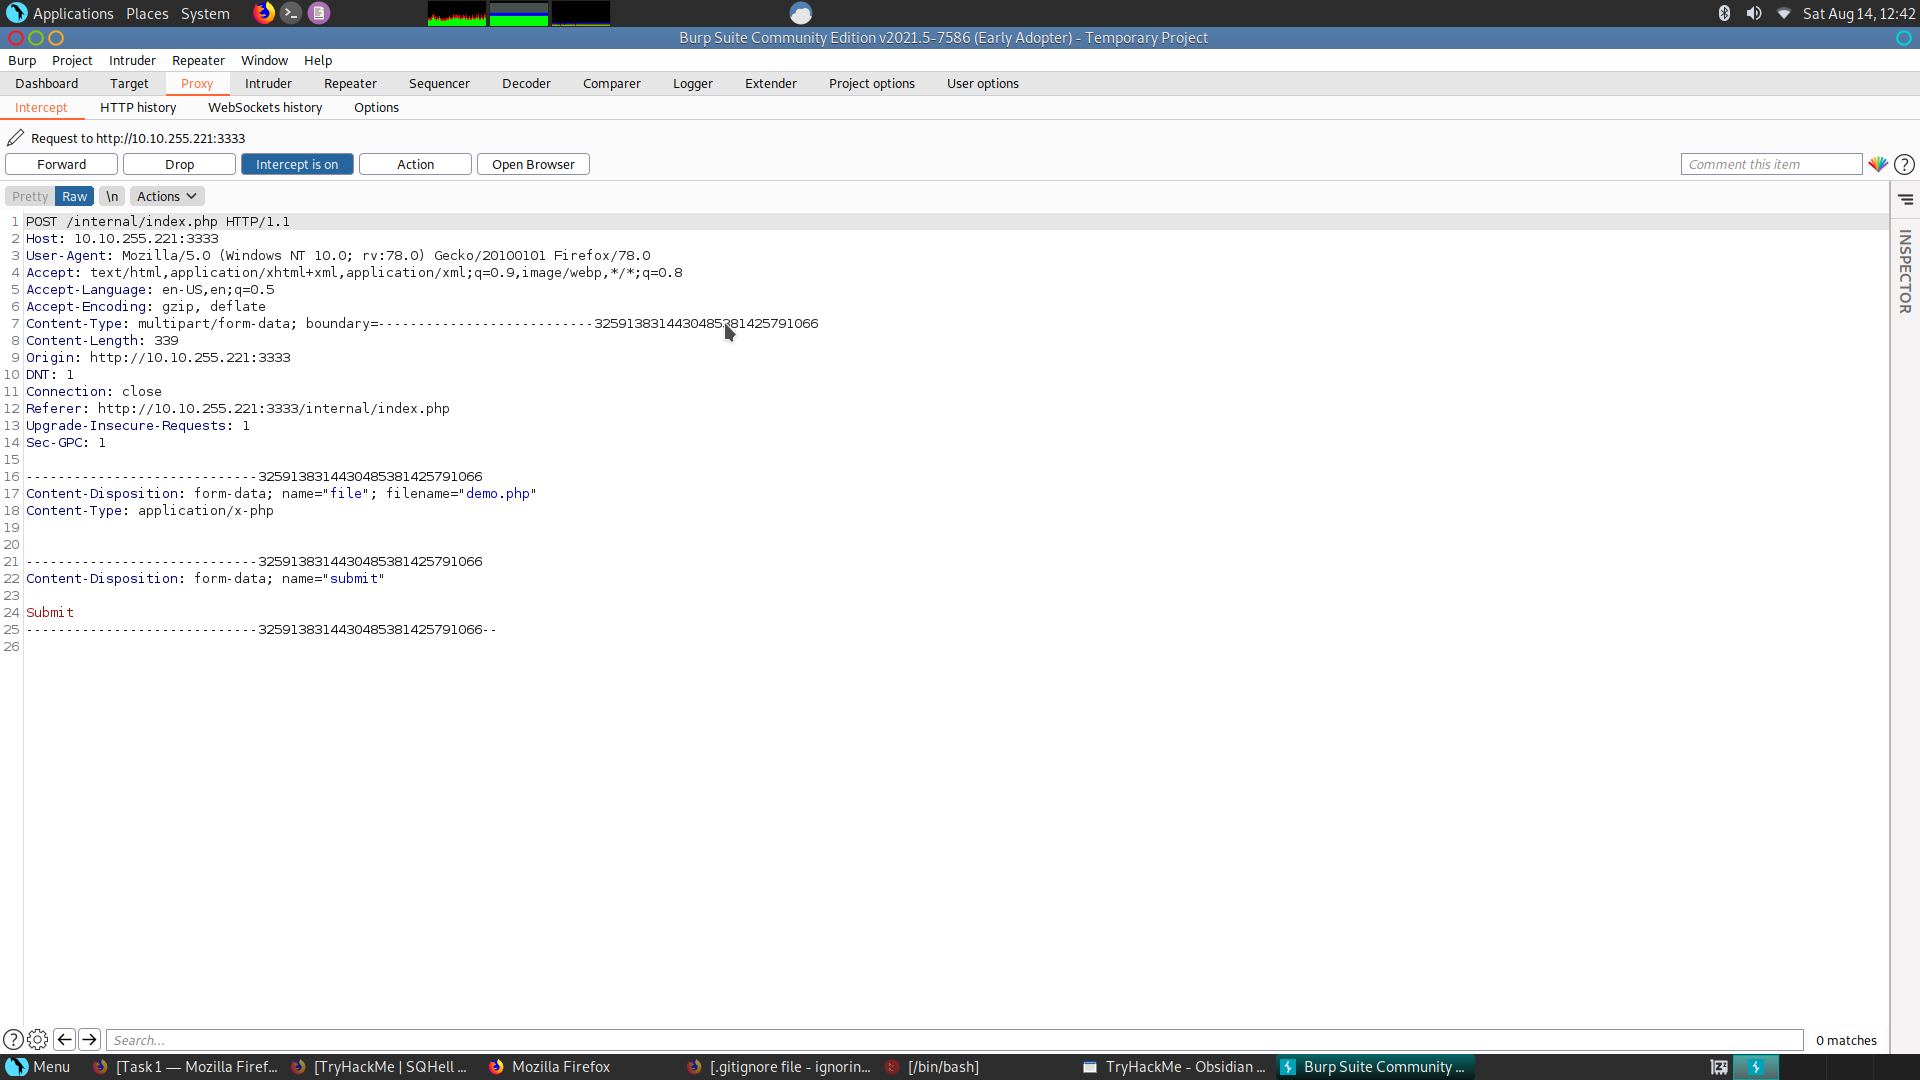 Applications Places System Sat Aug 14, 12:42
Burp Suite Community Edition v2021.5-7586 (Early Adopter) - Temporary Project
Burp Project Intruder Repeater Window Help
Dashboard Target Proxy Intruder Repeater Sequencer Decoder Comparer Logger Extender Project options User options
Intercept HTTP history WebSockets history Options
Request to http://10.10.255.221:3333
Forward Drop Intercept is on Action Open Browser Comment this item ?
Pretty Raw \n Actions
INSPECTOR
1 POST /internal/index.php HTTP/1.1
2 Host: 10.10.255.221:3333
3 User-Agent: Mozilla/5.0 (Windows NT 10.0; rv:78.0) Gecko/20100101 Firefox/78.0
4 Accept: text/html,application/xhtml+xml,application/xml;q=0.9,image/webp,*/*;q=0.8
5 Accept-Language: en-US,en;q=0.5
6 Accept-Encoding: gzip, deflate
7 Content-Type: multipart/form-data; boundary=---------------------------3259138314430485381425791066
8 Content-Length: 339
9 Origin: http://10.10.255.221:3333
10 DNT: 1
11 Connection: close
12 Referer: http://10.10.255.221:3333/internal/index.php
13 Upgrade-Insecure-Requests: 1
14 Sec-GPC: 1
15
16 -----------------------------3259138314430485381425791066
17 Content-Disposition: form-data; name="file"; filename="demo.php"
18 Content-Type: application/x-php
19
20
21 -----------------------------3259138314430485381425791066
22 Content-Disposition: form-data; name="submit"
23
24 Submit
25 -----------------------------3259138314430485381425791066--
26
? Search... 0 matches
Menu [Task 1 — Mozilla Firef... [TryHackMe | SQHell ... Mozilla Firefox [.gitignore file - ignorin... [/bin/bash] TryHackMe - Obsidian ... Burp Suite Community ...